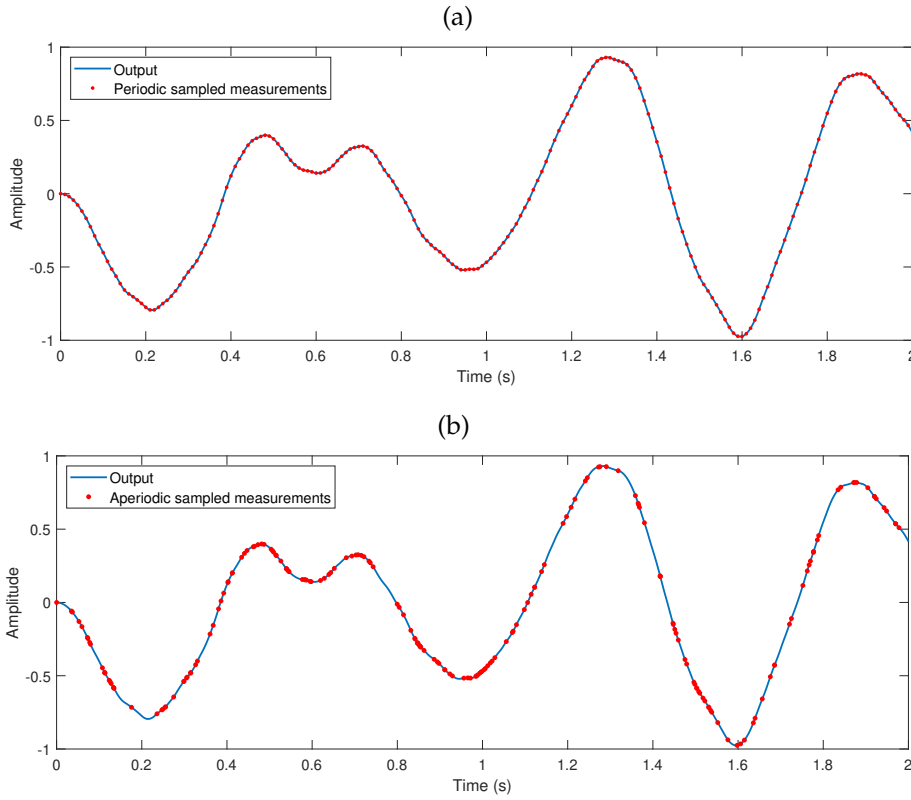 (a)
1
0.5
0
-0.5
-1
Amplitude
Output
Periodic sampled measurements
0 0.2 0.4 0.6 0.8 1 1.2 1.4 1.6 1.8 2
Time (s)
(b)
1
0.5
0
-0.5
-1
Amplitude
Output
Aperiodic sampled measurements
0 0.2 0.4 0.6 0.8 1 1.2 1.4 1.6 1.8 2
Time (s)